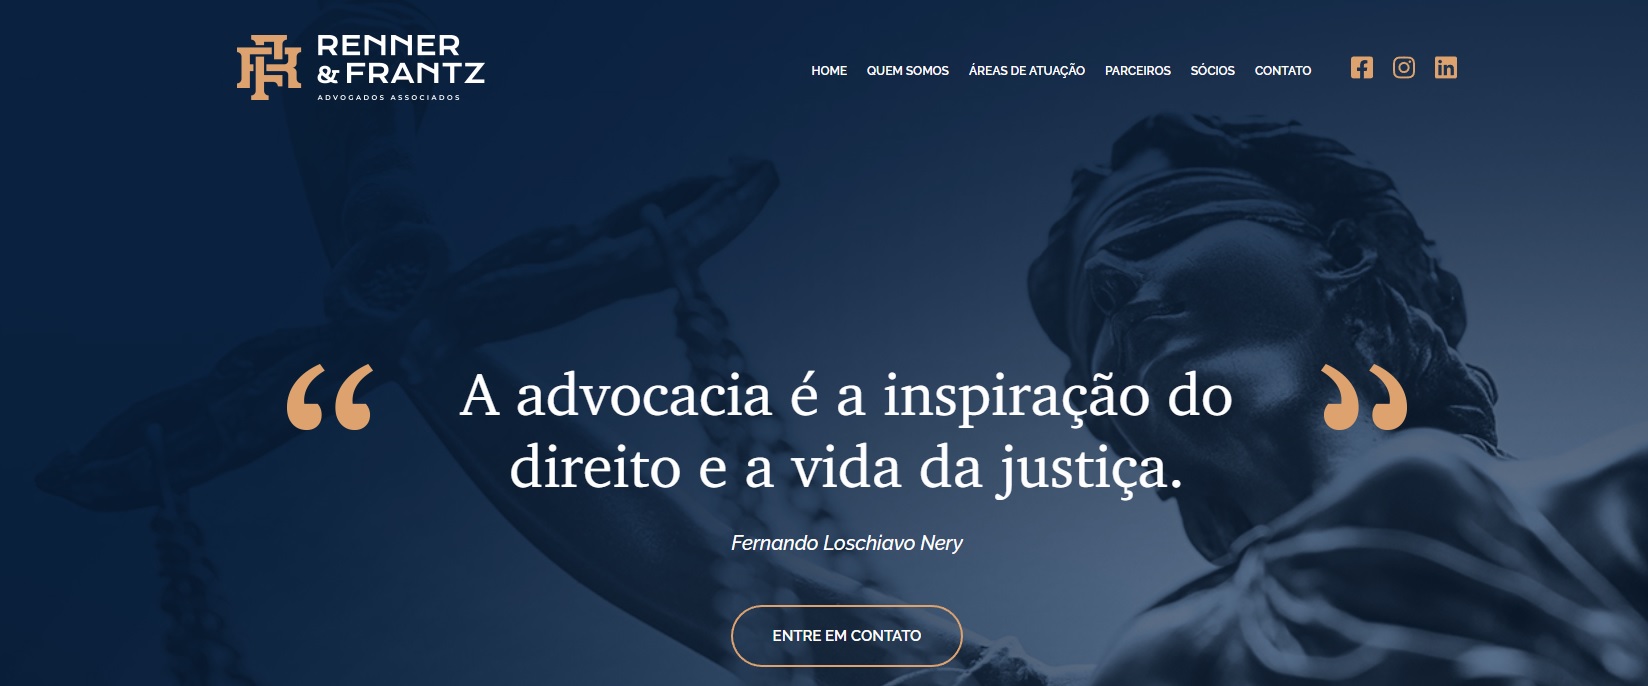 RENNER
& FRANTZ
ADVOGADOS ASSOCIADOS
HOME QUEM SOMOS ÁREAS DE ATUAÇÃO PARCEIROS SÓCIOS CONTATO
“ A advocacia é a inspiração do ”
direito e a vida da justiça.
Fernando Loschiavo Nery
ENTRE EM CONTATO